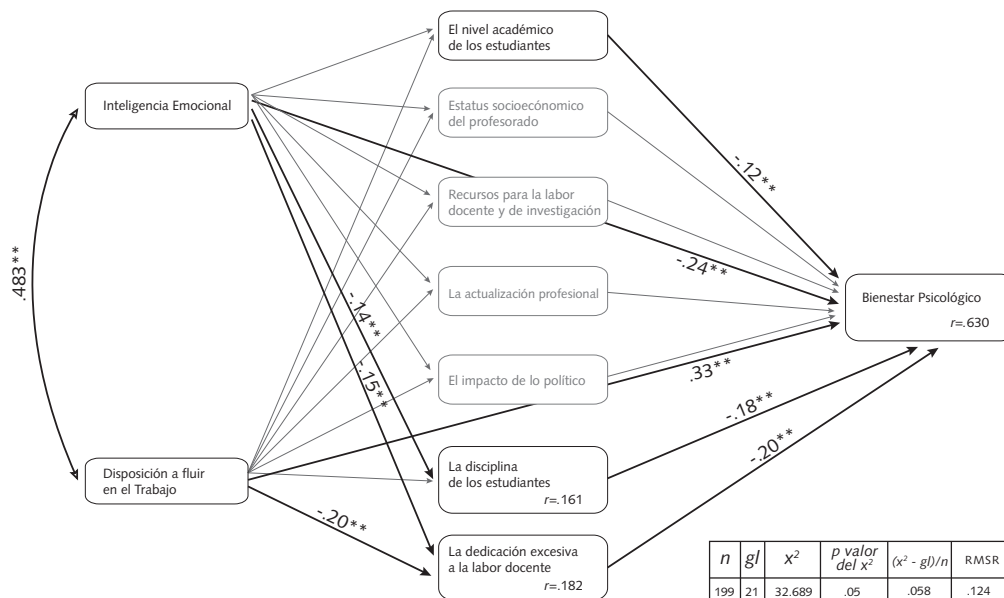 El nivel académico
de los estudiantes
Inteligencia Emocional
Estatus socioecónomico
del profesorado
-.12**
Recursos para la labor
docente y de investigación
.483**
-.24**
La actualización profesional
Bienestar Psicológico
r=.630
-.14**
-.15**
El impacto de lo político
.33**
-.18**
-.20**
Disposición a fluir
en el Trabajo
La disciplina
de los estudiantes
r=.161
-.20**
La dedicación excesiva
a la labor docente
r=.182
n gl x² p valor del x² (x² - gl)/n RMSR
199 21 32.689 .05 .058 .124